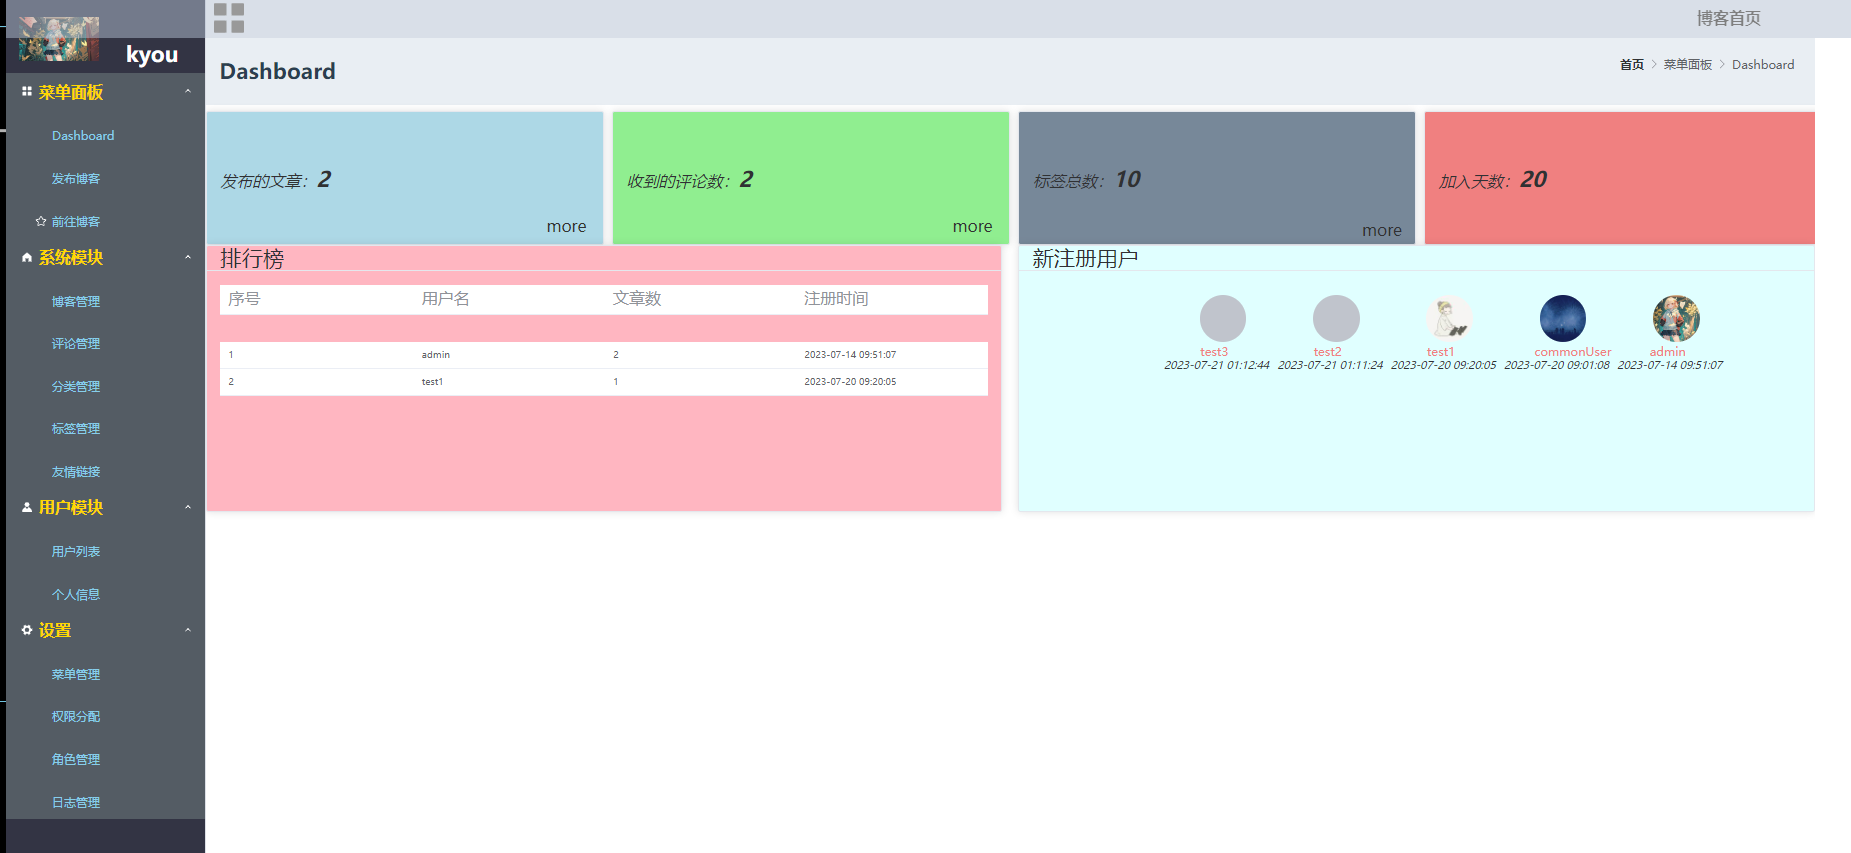 博客首页
kyou
菜单面板
Dashboard
发布博客
前往博客
系统模块
博客管理
评论管理
分类管理
标签管理
友情链接
用户模块
用户列表
个人信息
设置
菜单管理
权限分配
角色管理
日志管理
Dashboard
首页 > 菜单面板 > Dashboard
发布的文章：2
more
收到的评论数：2
more
标签总数：10
more
加入天数：20
排行榜
序号 用户名 文章数 注册时间
1 admin 2 2023-07-14 09:51:07
2 test1 1 2023-07-20 09:20:05
新注册用户
test3 test2 test1 commonUser admin
2023-07-21 01:12:44 2023-07-21 01:11:24 2023-07-20 09:20:05 2023-07-20 09:01:08 2023-07-14 09:51:07